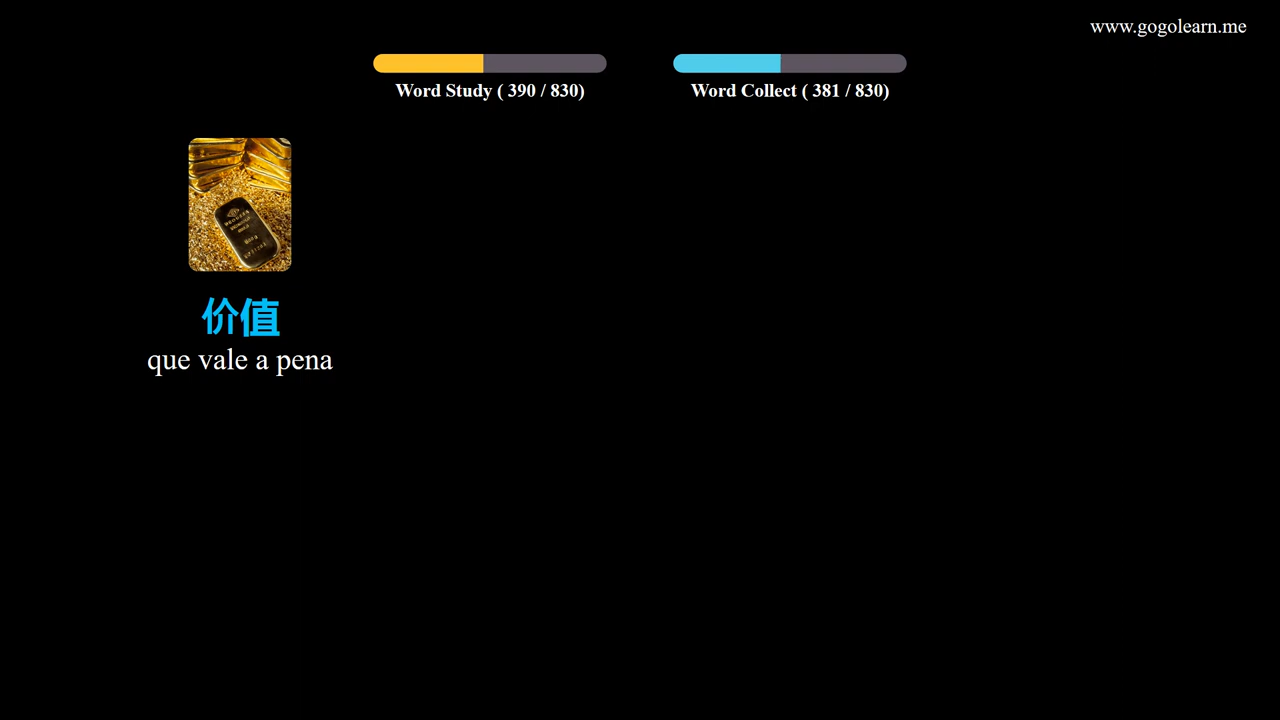 www.gogolearn.me
Word Study ( 390 / 830)
Word Collect ( 381 / 830)
价值
que vale a pena